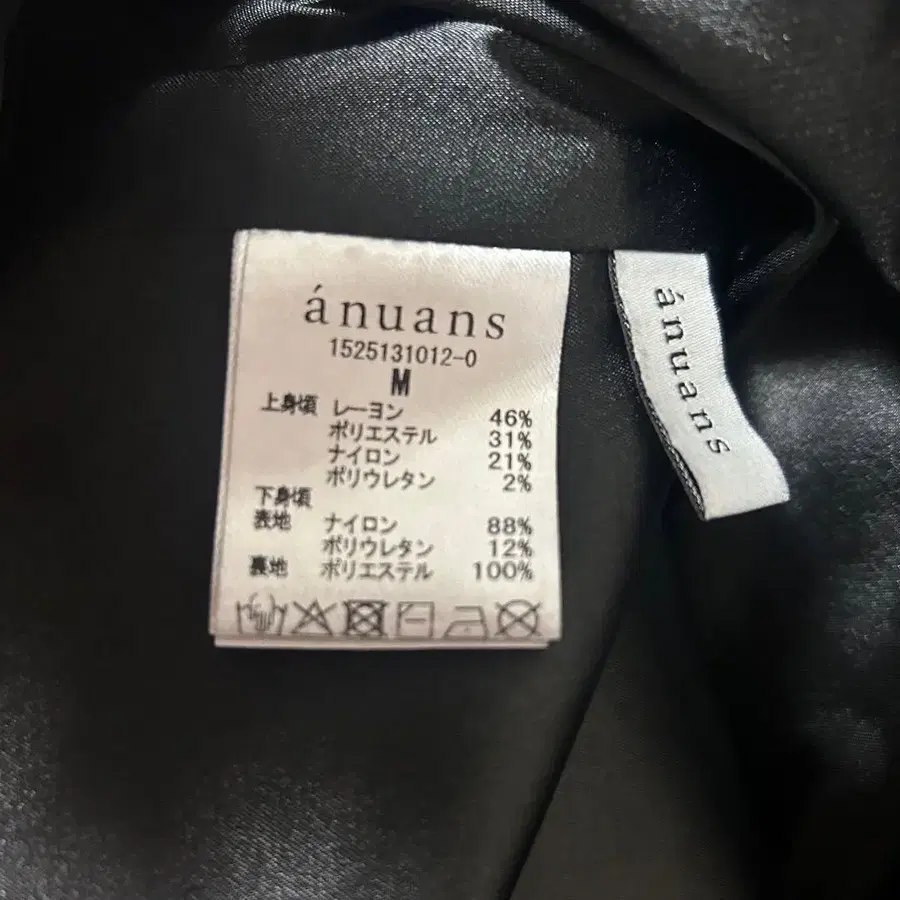 ánuans
1525131012-0
M
上身頃 レーヨン 46%
ポリエステル 31%
ナイロン 21%
ポリウレタン 2%
下身頃
表地 ナイロン 88%
ポリウレタン 12%
裏地 ポリエステル 100%
ánuans